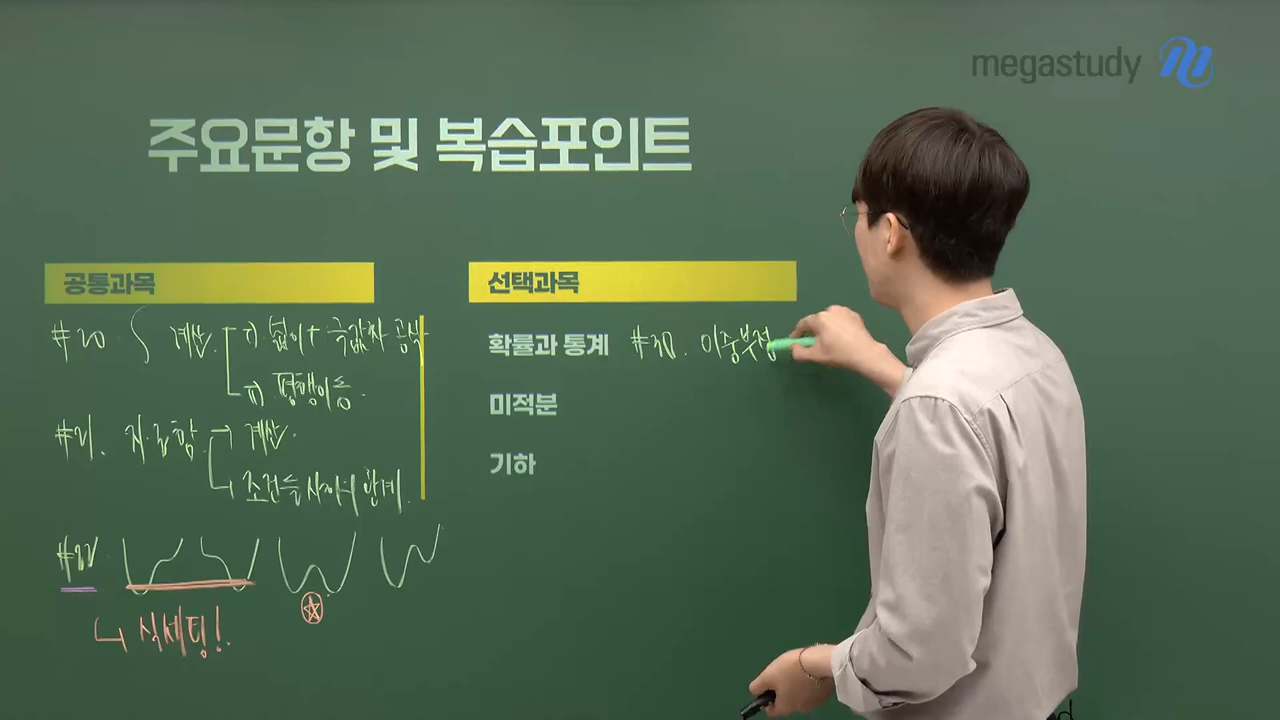 megastudy
주요문항 및 복습포인트
공통과목
#20. ∫ 계산. i) 넓이 + 극값차 공식
ii) 평행이동.
#21. 지로함 → 계산.
↳ 조건들 사이의 관계.
#22
↳ 식세팅!
선택과목
확률과 통계 #30. 이중부정
미적분
기하